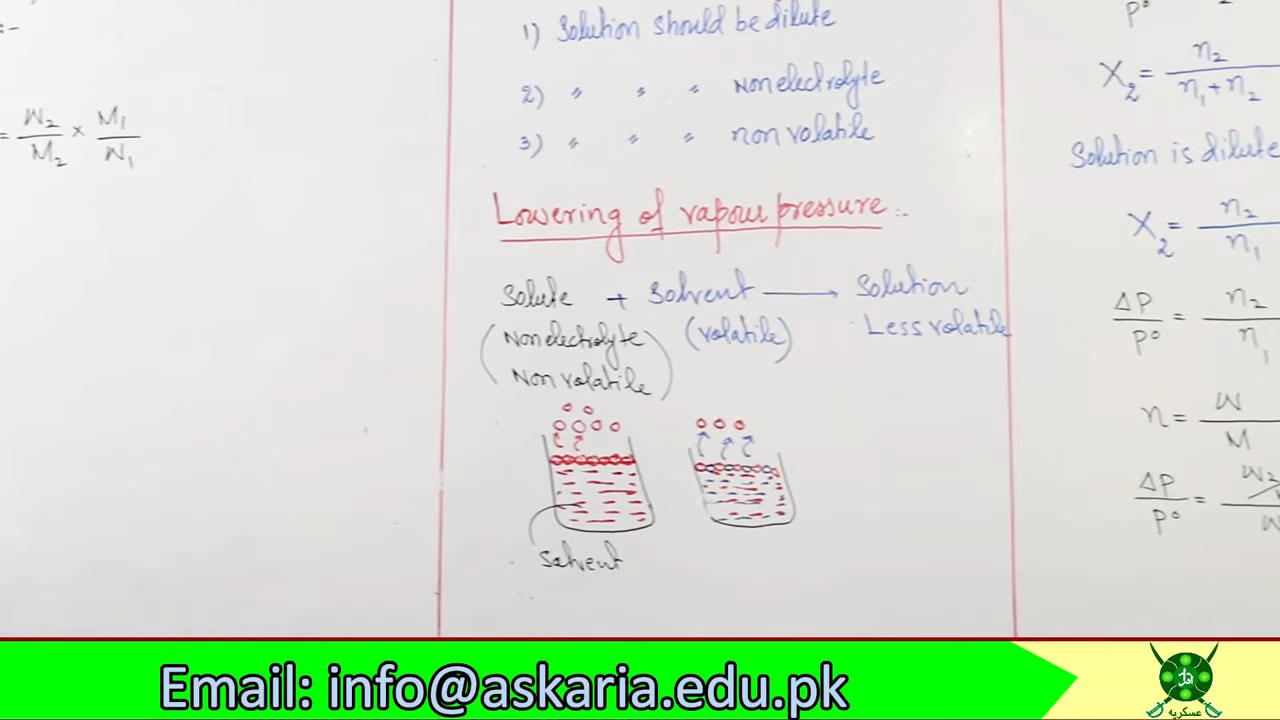 :-
= W₂/M₂ × M₁/W₁
1) Solution should be dilute
2) " " " Nonelectrolyte
3) " " " non volatile
Lowering of vapour pressure :-
Solute + Solvent → Solution
(Nonelectrolyte (volatile) Less volatile
Non volatile)
Solvent
P°
X₂ = n₂/n₁+n₂
Solution is dilute
X₂ = n₂/n₁
ΔP/P° = n₂/n₁
n = W/M
ΔP/P° = W₂/
Email: info@askaria.edu.pk
عسکریہ